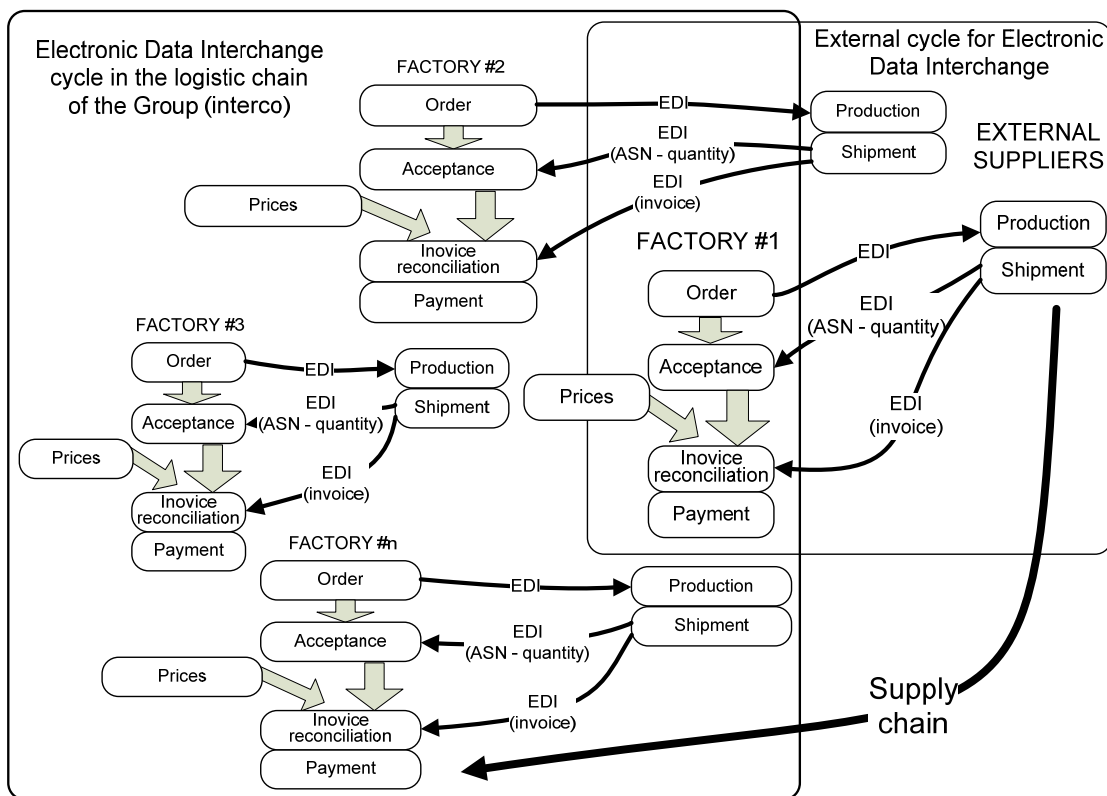 Electronic Data Interchange
cycle in the logistic chain
of the Group (interco)
External cycle for Electronic
Data Interchange
EXTERNAL
SUPPLIERS
FACTORY #2
Order
Acceptance
Prices
Inovice
reconciliation
Payment
EDI
EDI
(ASN - quantity)
EDI
(invoice)
Production
Shipment
FACTORY #1
Order
Acceptance
Prices
Inovice
reconciliation
Payment
EDI
EDI
(ASN - quantity)
EDI
(invoice)
Production
Shipment
FACTORY #3
Order
Acceptance
Prices
Inovice
reconciliation
Payment
EDI
EDI
(ASN - quantity)
EDI
(invoice)
Production
Shipment
FACTORY #n
Order
Acceptance
Prices
Inovice
reconciliation
Payment
EDI
EDI
(ASN - quantity)
EDI
(invoice)
Production
Shipment
Supply
chain